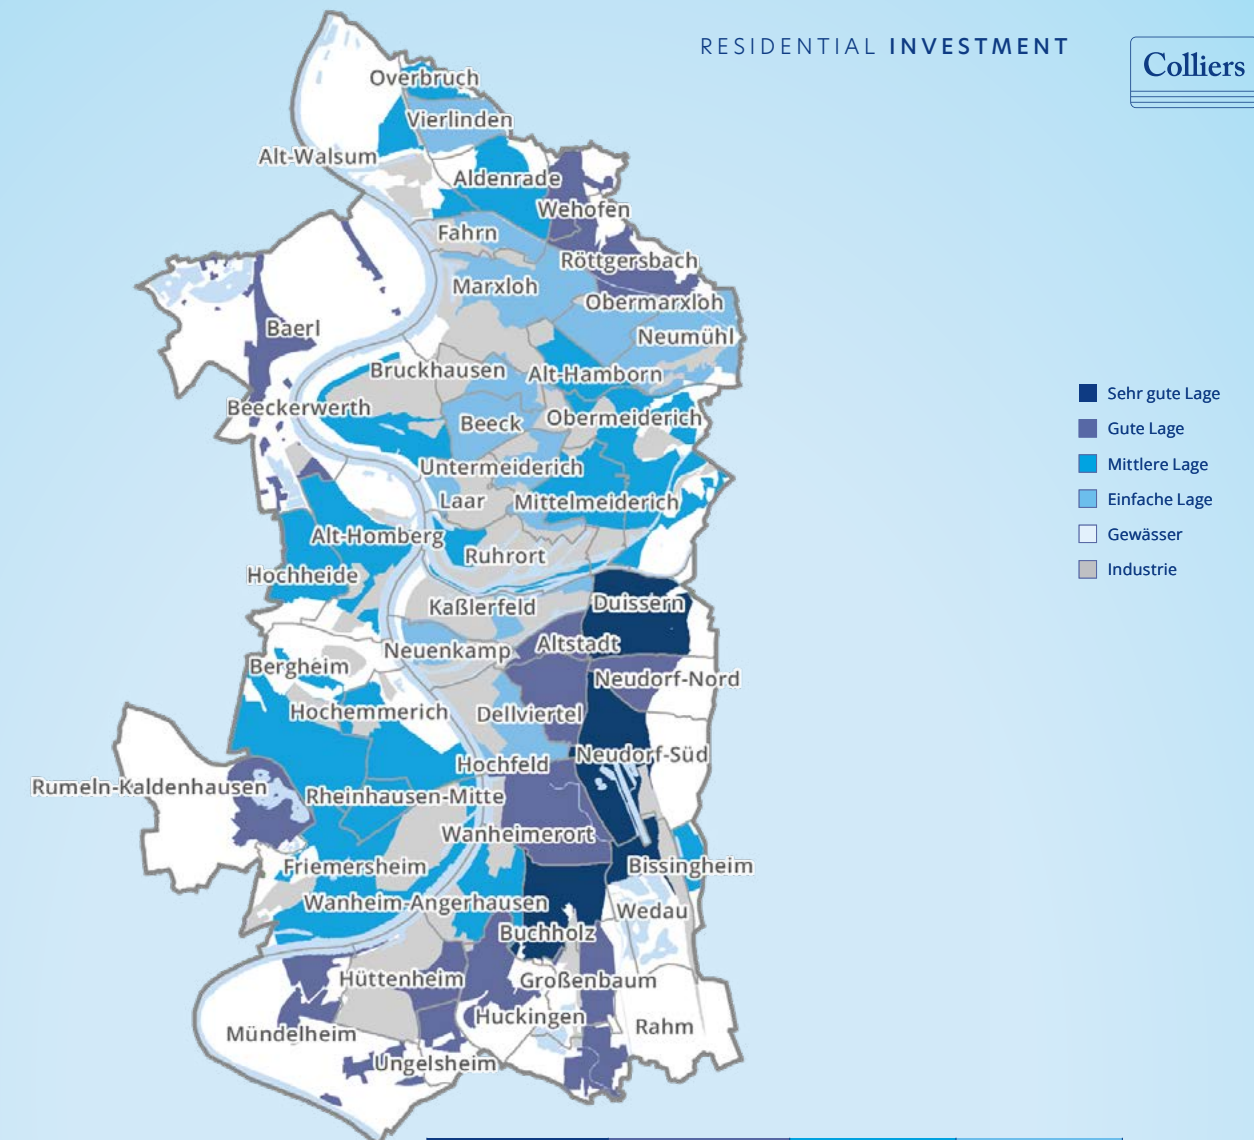 RESIDENTIAL INVESTMENT
Colliers
Overbruch
Vierlinden
Alt-Walsum
Aldenrade
Wehofen
Fahrn
Röttgersbach
Marxloh
Obermarxloh
Baerl
Neumühl
Bruckhausen
Alt-Hamborn
Beeckerwerth
Beeck
Obermeiderich
Untermeiderich
Laar
Mittelmeiderich
Alt-Homberg
Ruhrort
Hochheide
Kaßlerfeld
Duissern
Neuenkamp
Altstadt
Bergheim
Neudorf-Nord
Hochemmerich
Dellviertel
Neudorf-Süd
Hochfeld
Rumeln-Kaldenhausen
Rheinhausen-Mitte
Wanheimerort
Friemersheim
Bissingheim
Wanheim-Angerhausen
Wedau
Buchholz
Hüttenheim
Großenbaum
Huckingen
Mündelheim
Rahm
Ungelsheim
Sehr gute Lage
Gute Lage
Mittlere Lage
Einfache Lage
Gewässer
Industrie